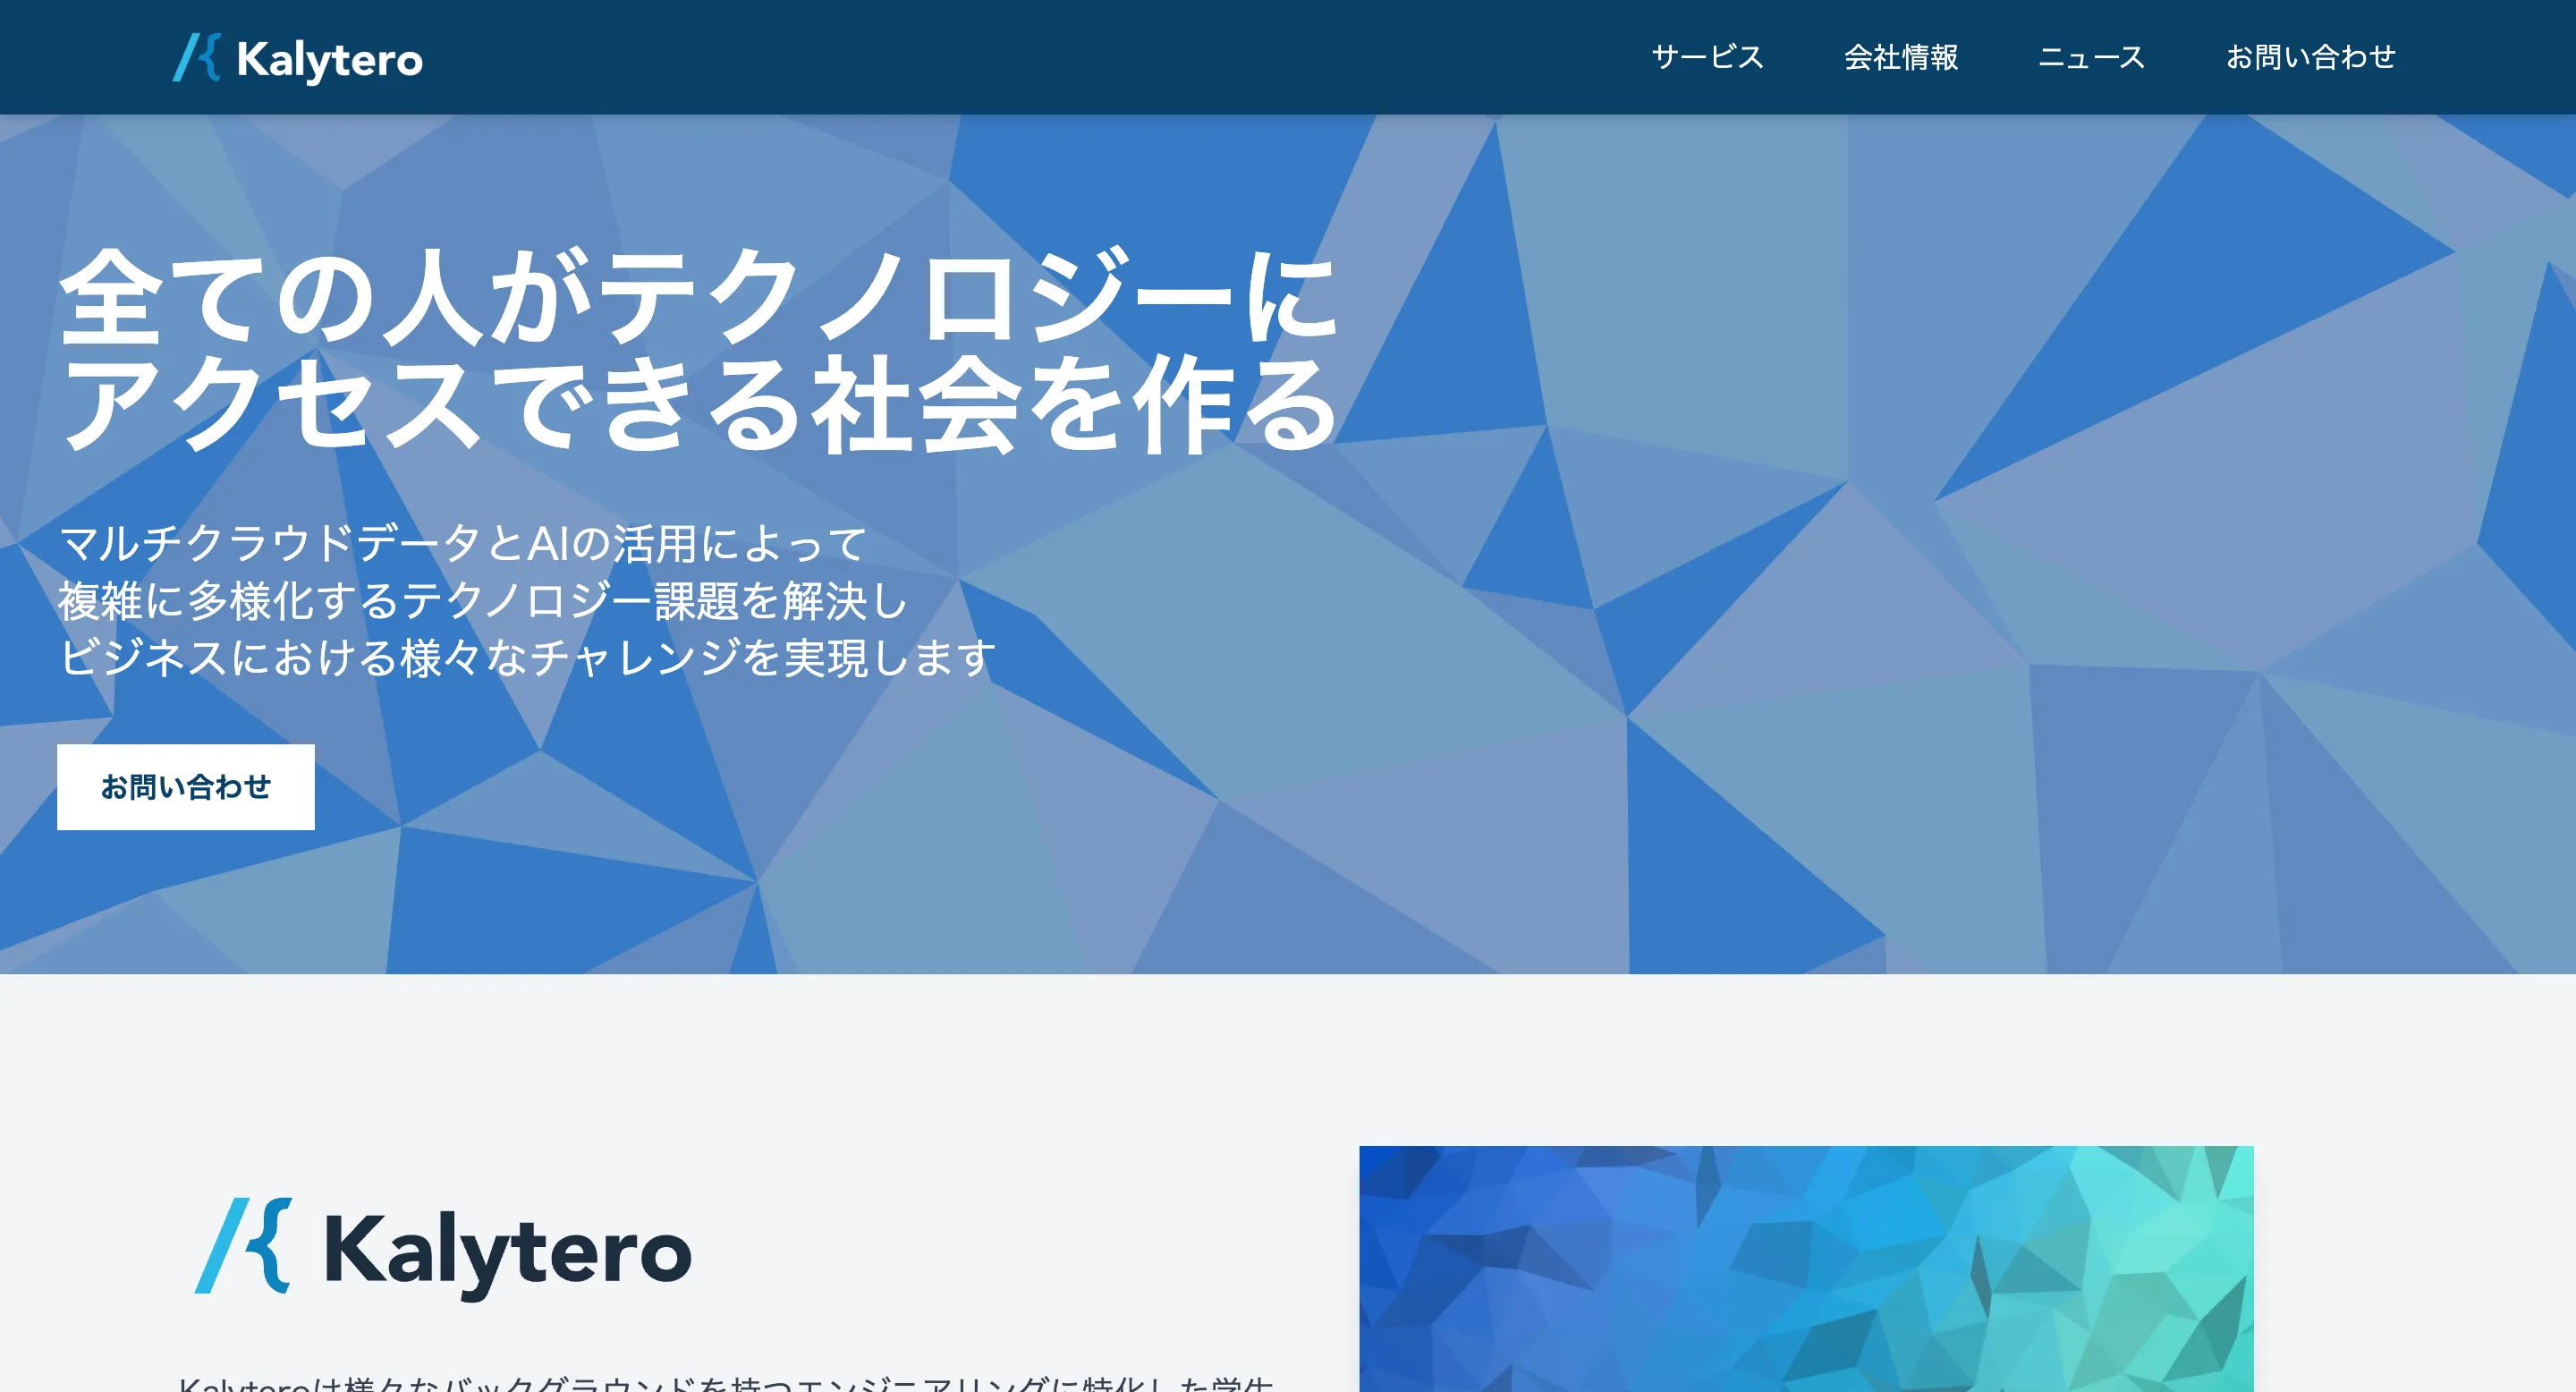 Kalytero
サービス 会社情報 ニュース お問い合わせ
全ての人がテクノロジーに
アクセスできる社会を作る
マルチクラウドデータとAIの活用によって
複雑に多様化するテクノロジー課題を解決し
ビジネスにおける様々なチャレンジを実現します
お問い合わせ
Kalytero
Kalyteroは様々なバックグラウンドを持つエンジニアリングに特化した学生